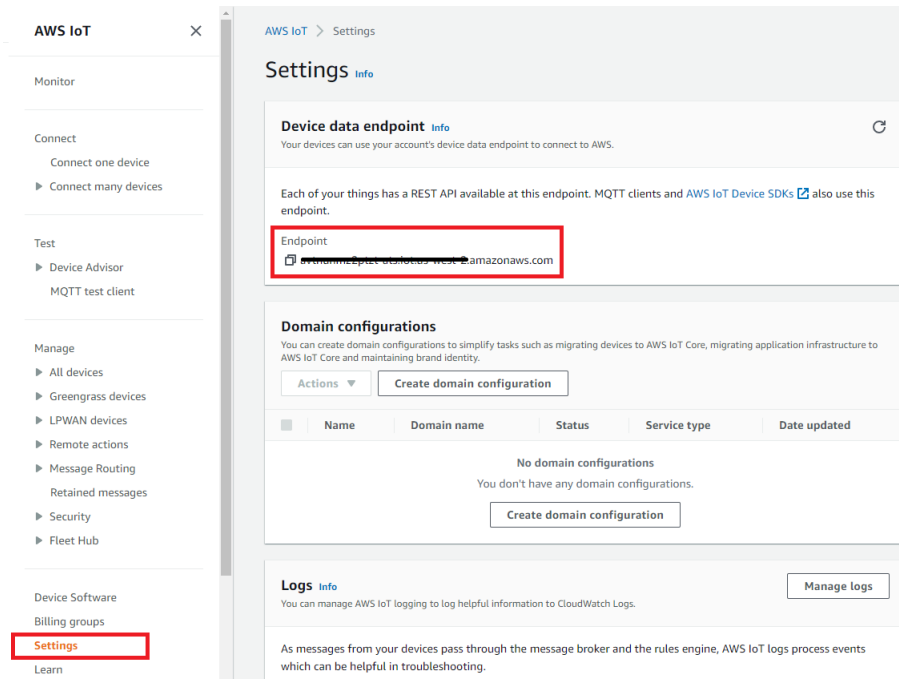 AWS IoT
Monitor
Connect
Connect one device
Connect many devices
Test
Device Advisor
MQTT test client
Manage
All devices
Greengrass devices
LPWAN devices
Remote actions
Message Routing
Retained messages
Security
Fleet Hub
Device Software
Billing groups
Settings
Learn
AWS IoT > Settings
Settings Info
Device data endpoint Info
Your devices can use your account's device data endpoint to connect to AWS.
Each of your things has a REST API available at this endpoint. MQTT clients and AWS IoT Device SDKs also use this
endpoint.
Endpoint
.amazonaws.com
Domain configurations
You can create domain configurations to simplify tasks such as migrating devices to AWS IoT Core, migrating application infrastructure to
AWS IoT Core and maintaining brand identity.
Actions Create domain configuration
Name Domain name Status Service type Date updated
No domain configurations
You don't have any domain configurations.
Create domain configuration
Logs Info
Manage logs
You can manage AWS IoT logging to log helpful information to CloudWatch Logs.
As messages from your devices pass through the message broker and the rules engine, AWS IoT logs process events
which can be helpful in troubleshooting.